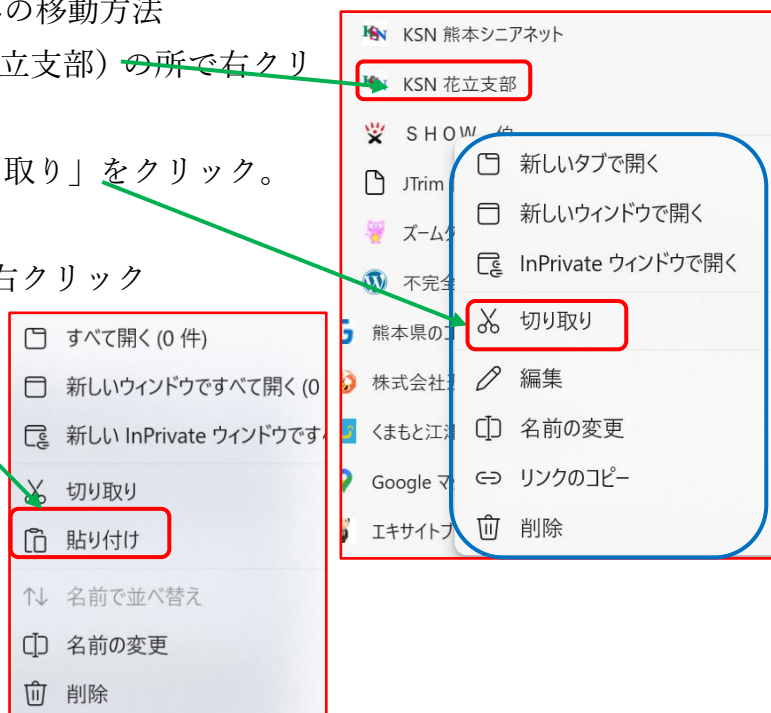 の移動方法
立支部）の所で右クリ
取り」をクリック。
右クリック
KSN 熊本シニアネット
KSN 花立支部
ＳＨＯＷ
JTrim
ズーム
不完全
熊本県の
株式会社
くまもと江津
Google マ
エキサイトブ
新しいタブで開く
新しいウィンドウで開く
InPrivate ウィンドウで開く
切り取り
編集
名前の変更
リンクのコピー
削除
すべて開く (0 件)
新しいウィンドウですべて開く (0
新しい InPrivate ウィンドウです
切り取り
貼り付け
名前で並べ替え
名前の変更
削除